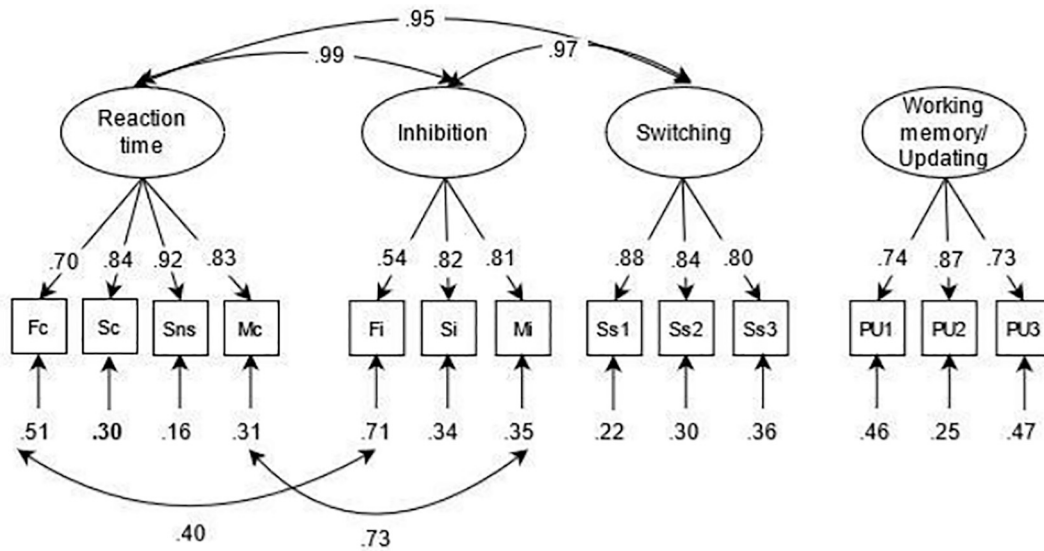 .95
.99
.97
Reaction
time
Inhibition
Switching
Working
memory/
Updating
.70 .84 .92 .83
.54 .82 .81
.88 .84 .80
.74 .87 .73
Fc Sc Sns Mc
Fi Si Mi
Ss1 Ss2 Ss3
PU1 PU2 PU3
.51 .30 .16 .31
.71 .34 .35
.22 .30 .36
.46 .25 .47
.40
.73